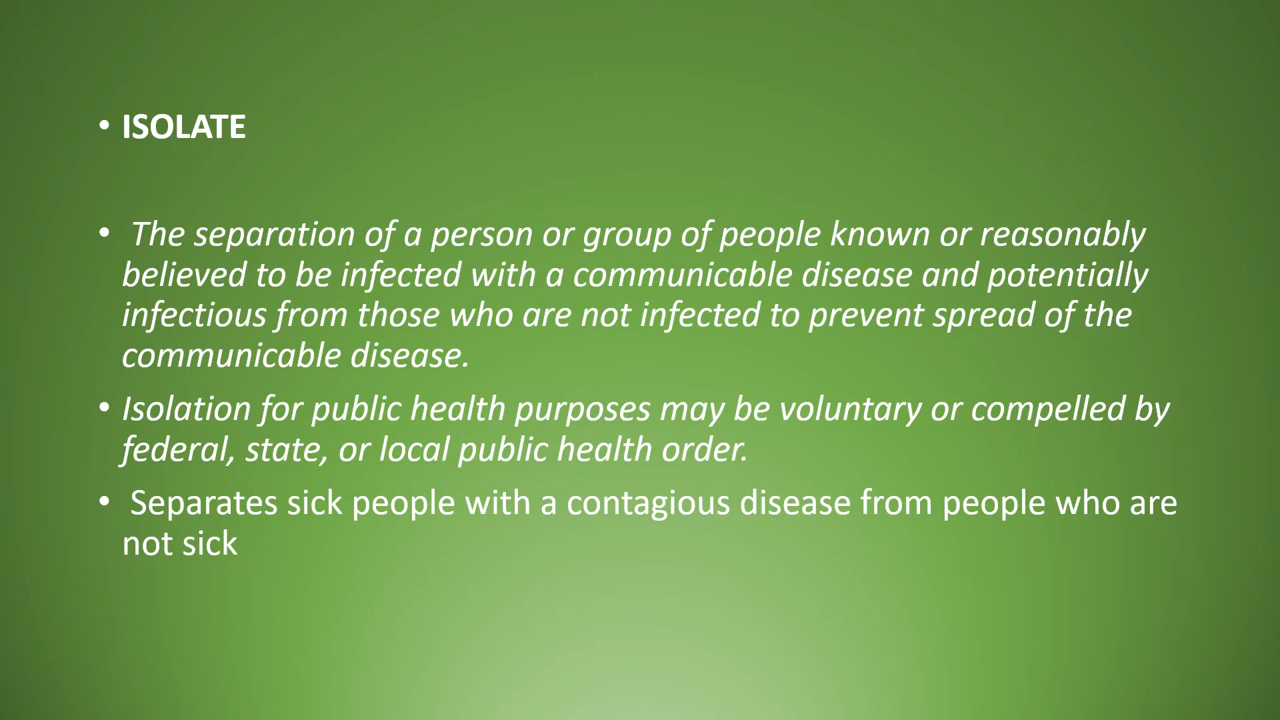 • ISOLATE
• The separation of a person or group of people known or reasonably
believed to be infected with a communicable disease and potentially
infectious from those who are not infected to prevent spread of the
communicable disease.
• Isolation for public health purposes may be voluntary or compelled by
federal, state, or local public health order.
• Separates sick people with a contagious disease from people who are
not sick